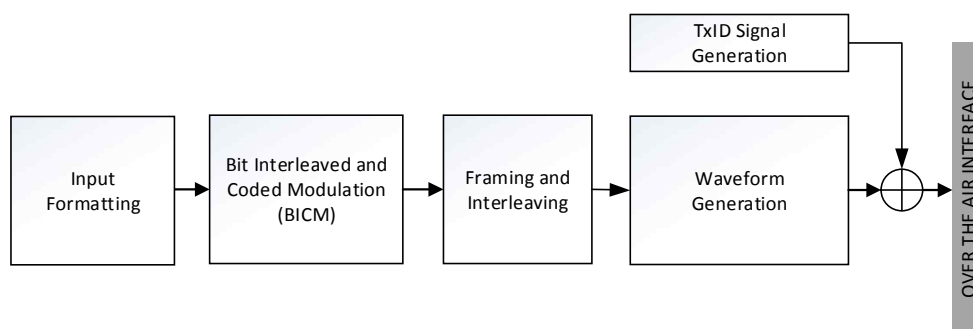 TxID Signal
Generation
Input
Formatting
Bit Interleaved and
Coded Modulation
(BICM)
Framing and
Interleaving
Waveform
Generation
OVER THE AIR INTERFACE